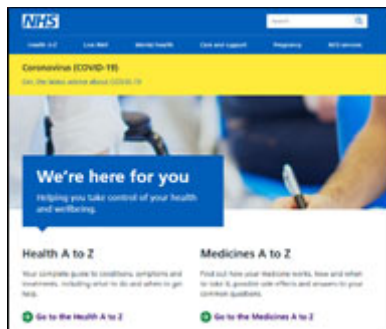 NHS
Search
Health A-Z Live Well Mental health Care and support Pregnancy NHS services
Coronavirus (COVID-19)
Get the latest advice about COVID-19
We're here for you
Helping you take control of your health
and wellbeing.
Health A to Z Medicines A to Z
Your complete guide to conditions, symptoms and
treatments, including what to do and when to get
help.
Find out how your medicine works, how and when
to take it, possible side effects and answers to your
common questions.
Go to the Health A to Z Go to the Medicines A to Z